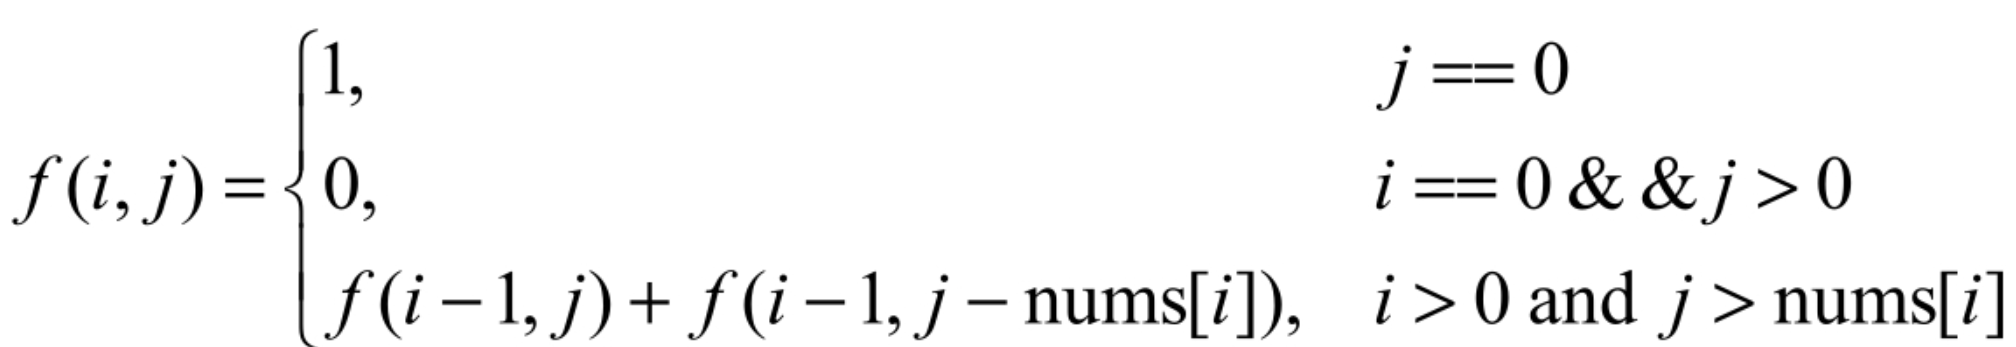 1, j == 0
f(i, j) = { 0, i == 0 & & j > 0
f(i − 1, j) + f(i − 1, j − nums[i]), i > 0 and j > nums[i]